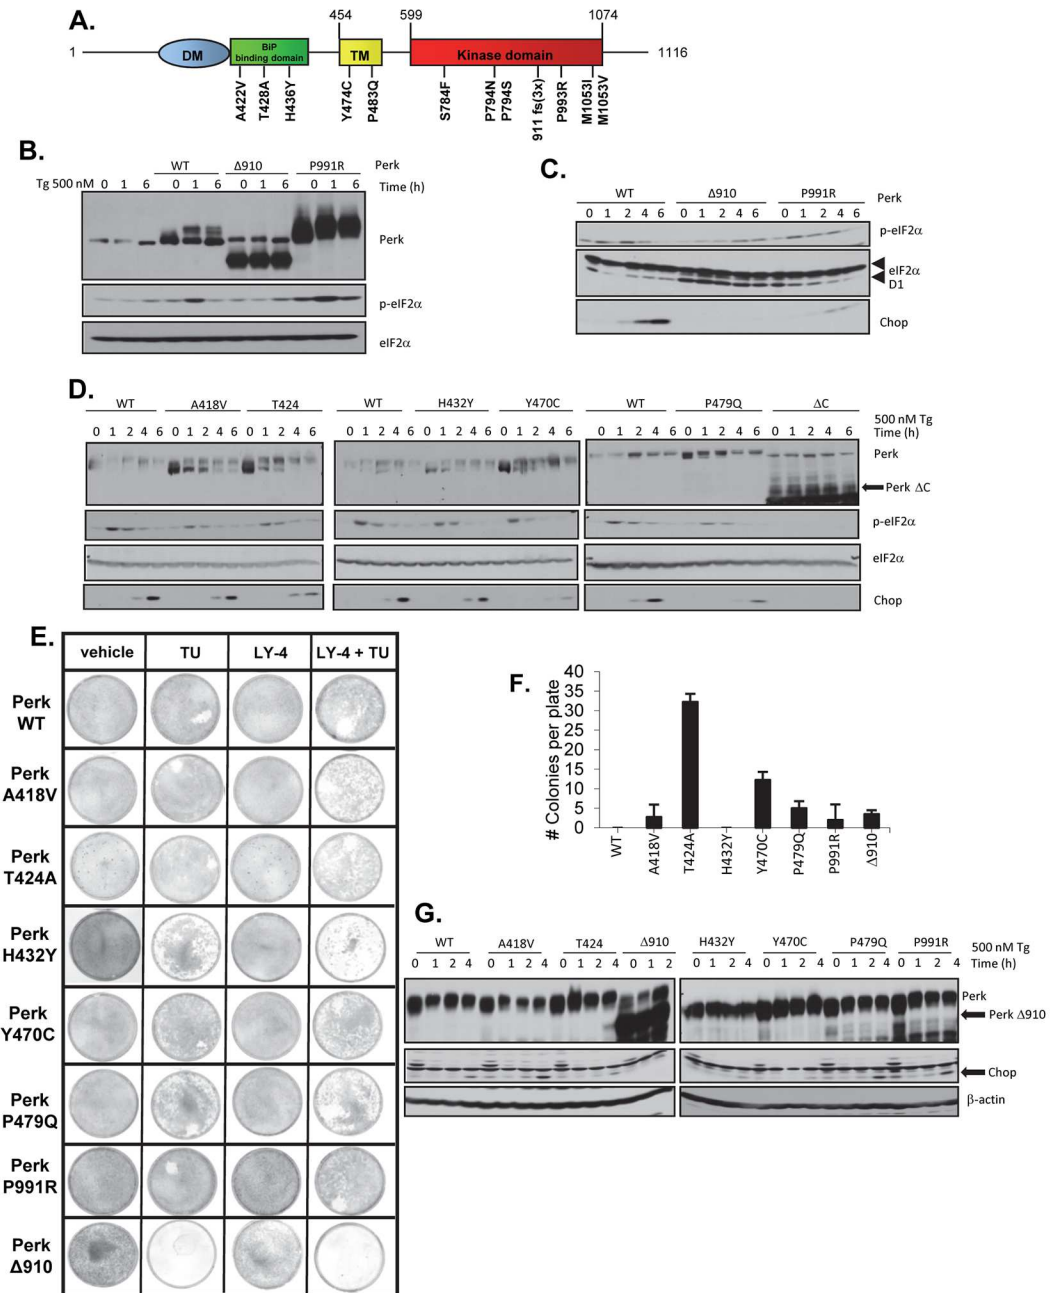 A.
454 599 1074
1 DM BiP binding domain TM Kinase domain 1116
A422V T428A H436Y Y474C P483Q S784F P794N P794S 911 fs(3x) P993R M1053I M1053V
B.
WT Δ910 P991R Perk
Tg 500 nM 0 1 6 0 1 6 0 1 6 0 1 6 Time (h)
Perk
p-eIF2α
eIF2α
C.
WT Δ910 P991R Perk
0 1 2 4 6 0 1 2 4 6 0 1 2 4 6 Time (h)
p-eIF2α
eIF2α
D1
Chop
D.
WT A418V T424 WT H432Y Y470C WT P479Q ΔC
500 nM Tg
0 1 2 4 6 0 1 2 4 6 0 1 2 4 6 0 1 2 4 6 0 1 2 4 6 0 1 2 4 6 0 1 2 4 6 0 1 2 4 6 0 1 2 4 6 Time (h)
Perk
Perk ΔC
p-eIF2α
eIF2α
Chop
E.
vehicle TU LY-4 LY-4 + TU
Perk WT
Perk A418V
Perk T424A
Perk H432Y
Perk Y470C
Perk P479Q
Perk P991R
Perk Δ910
F.
# Colonies per plate
40
35
30
25
20
15
10
5
0
WT A418V T424A H432Y Y470C P479Q P991R Δ910
G.
WT A418V T424 Δ910 H432Y Y470C P479Q P991R 500 nM Tg
0 1 2 4 0 1 2 4 0 1 2 4 0 1 2 0 1 2 4 0 1 2 4 0 1 2 4 0 1 2 4 Time (h)
Perk
Perk Δ910
Chop
β-actin